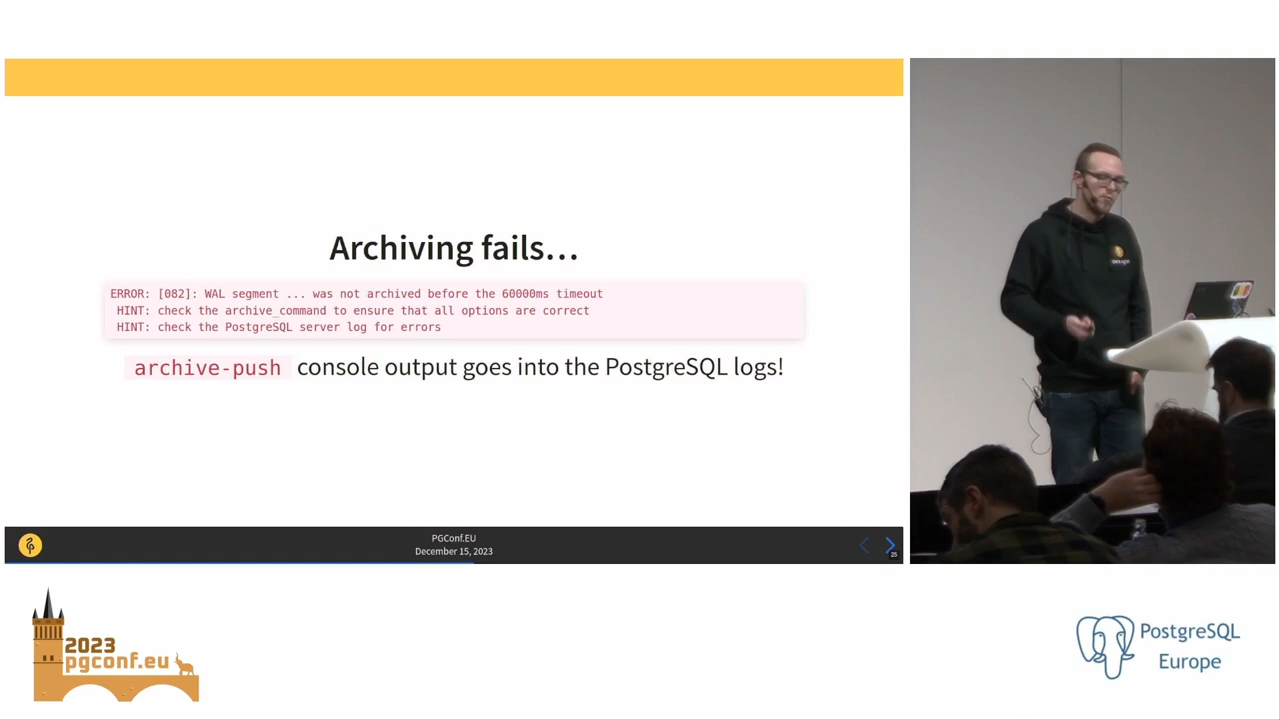 Archiving fails...
ERROR: [082]: WAL segment ... was not archived before the 60000ms timeout
HINT: check the archive_command to ensure that all options are correct
HINT: check the PostgreSQL server log for errors
archive-push console output goes into the PostgreSQL logs!
PGConf.EU
December 15, 2023
25
2023
pgconf.eu
PostgreSQL
Europe